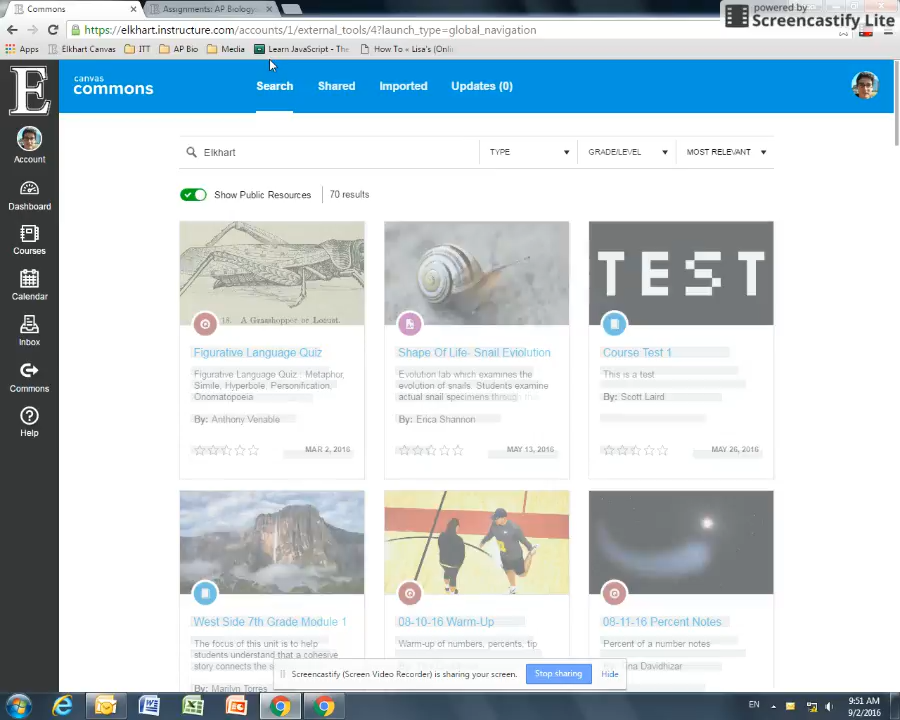 Commons
Assignments: AP Biology
powered by
Screencastify Lite
https://elkhart.instructure.com/accounts/1/external_tools/4?launch_type=global_navigation
Apps Elkhart Canvas ITT AP Bio Media Learn JavaScript - The How To « Lisa's (Onli
E
canvas
commons
Search Shared Imported Updates (0)
Account
Dashboard
Courses
Calendar
Inbox
Commons
Help
Elkhart TYPE GRADE/LEVEL MOST RELEVANT
Show Public Resources 70 results
18. A Grasshopper or Locust.
TEST
Figurative Language Quiz
Figurative Language Quiz : Metaphor,
Simile, Hyperbole, Personification,
Onomatopoeia
By: Anthony Venable
MAR 2, 2016
Shape Of Life- Snail Eviolution
Evolution lab which examines the
evolution of snails. Students examine
actual snail specimens through
By: Erica Shannon
MAY 13, 2016
Course Test 1
This is a test
By: Scott Laird
MAY 26, 2016
West Side 7th Grade Module 1
The focus of this unit is to help
students understand that a cohesive
story connects the
By: Marilyn Torres
08-10-16 Warm-Up
Warm-up of numbers, percents, tip
08-11-16 Percent Notes
Percent of a number notes
Davidhizar
Screencastify (Screen Video Recorder) is sharing your screen. Stop sharing Hide
EN
9:51 AM
9/2/2016